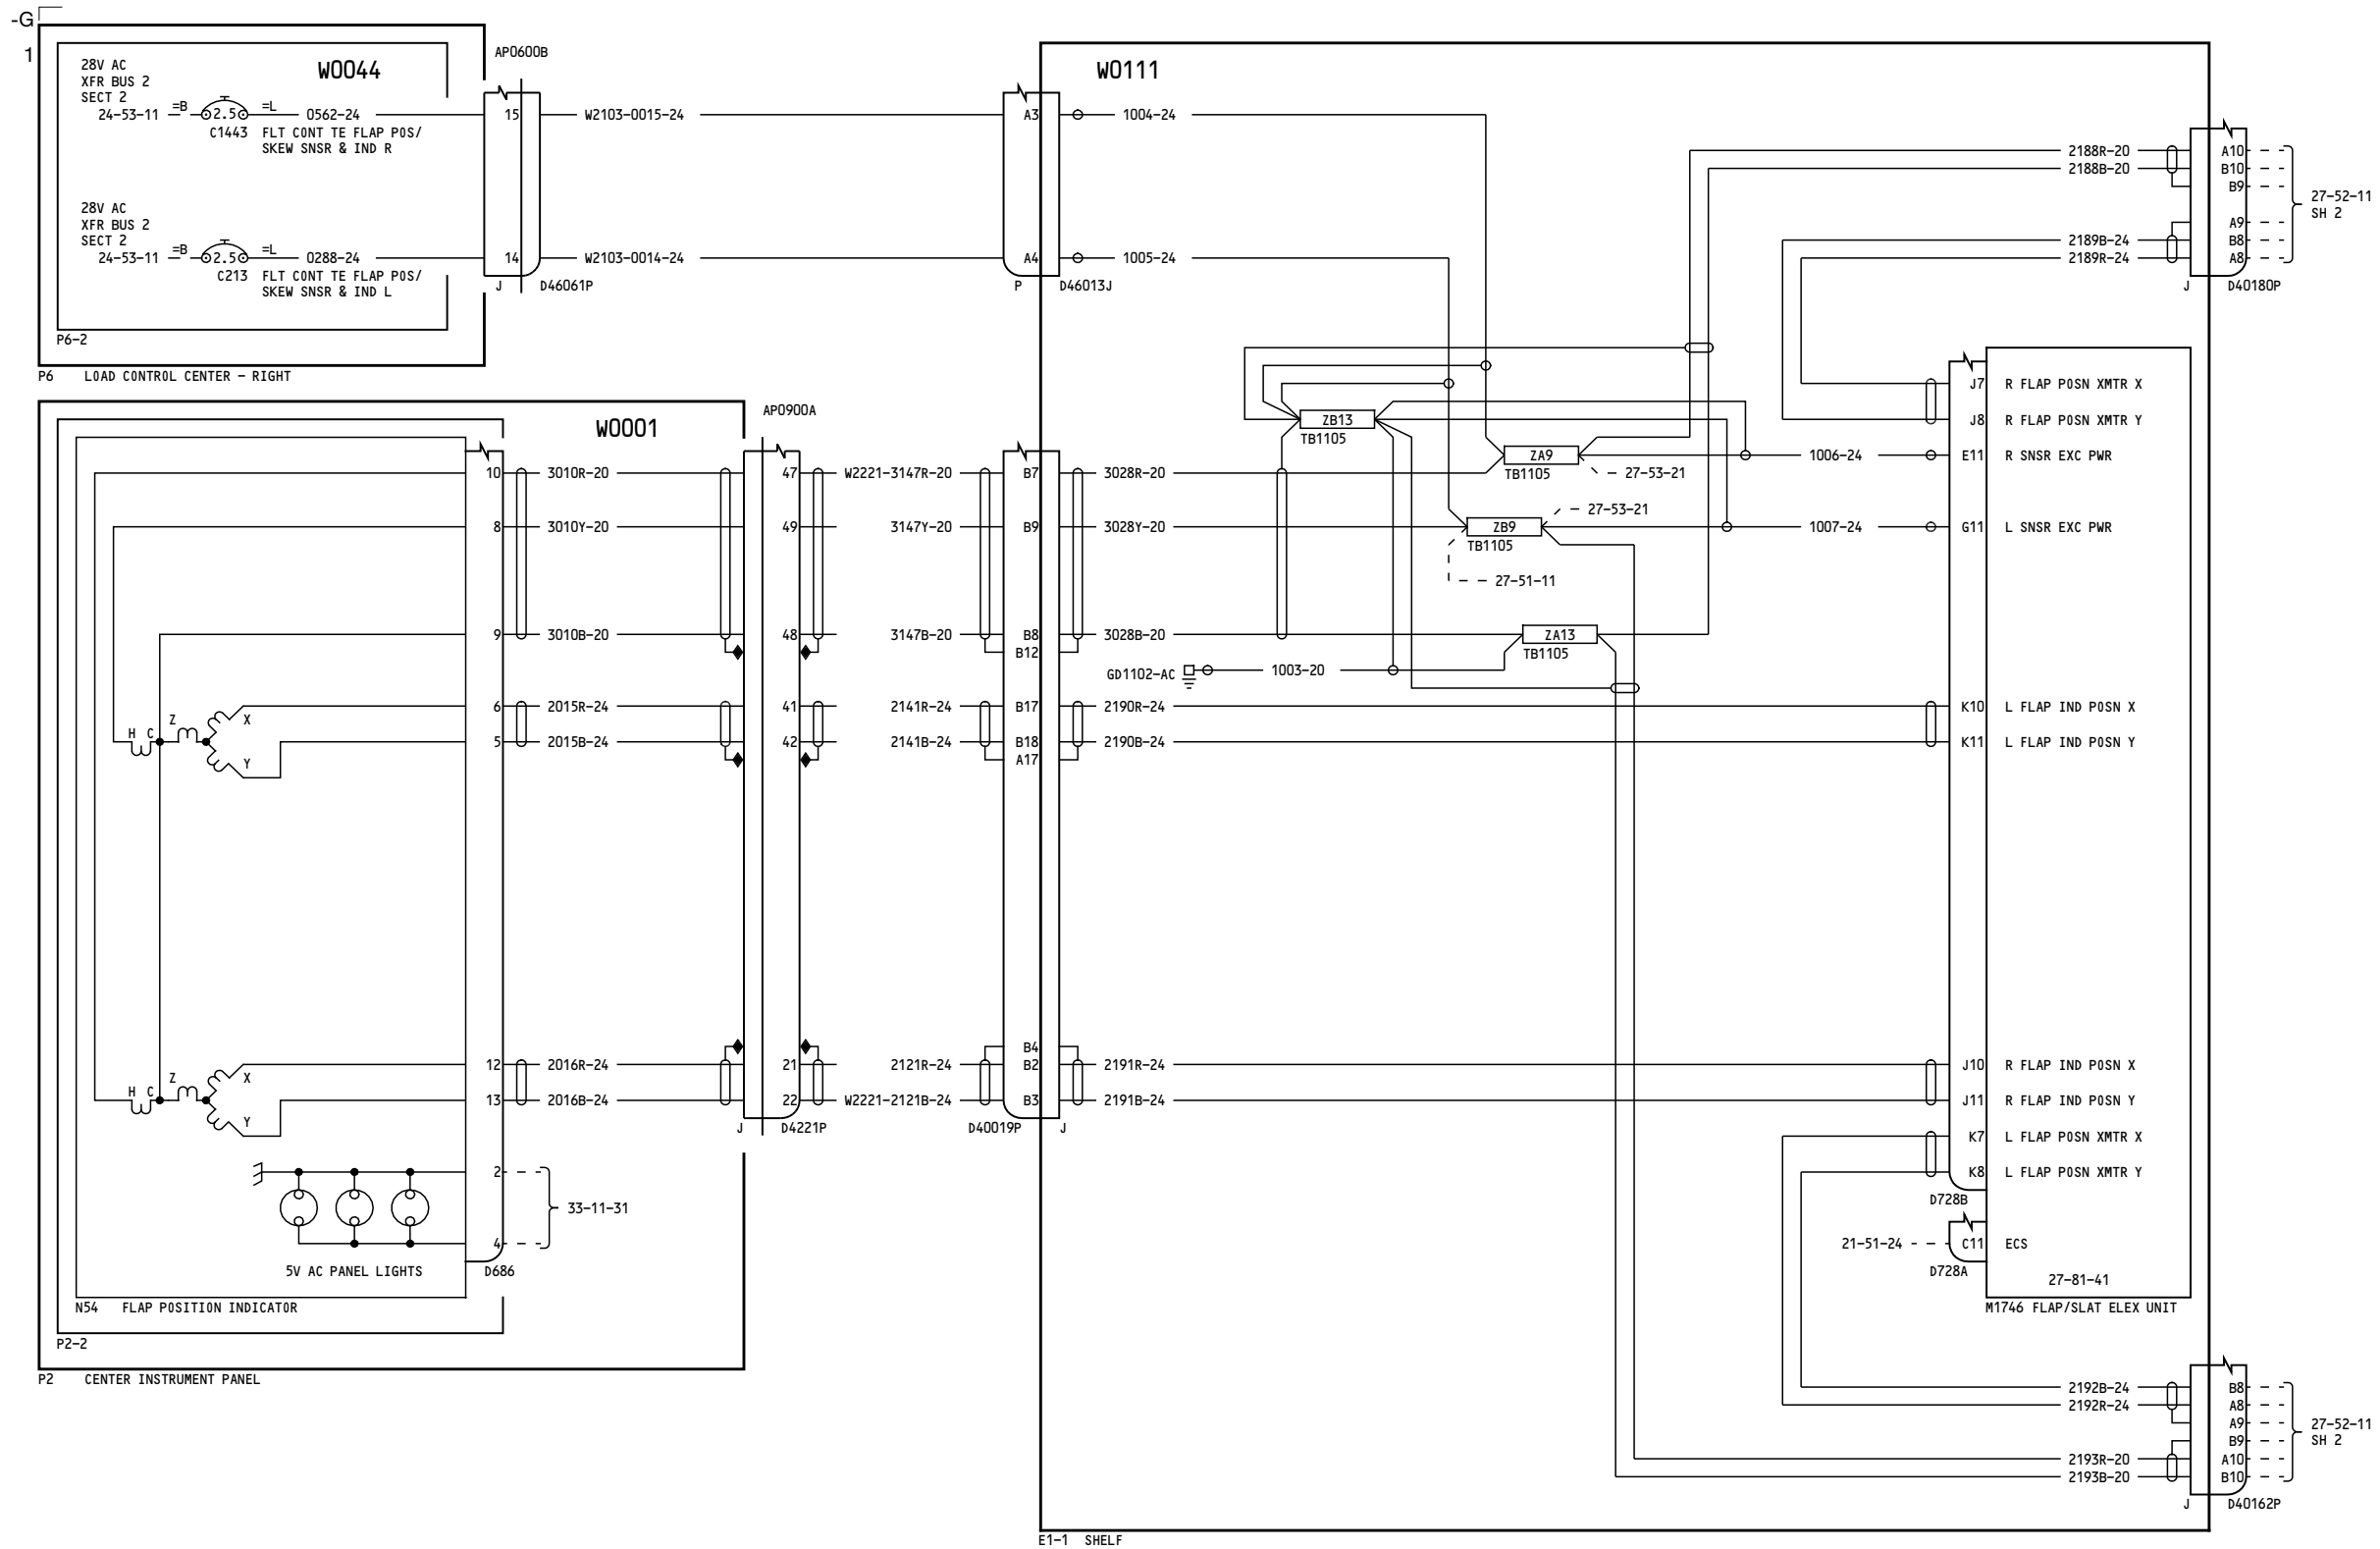 -G
1
28V AC
XFR BUS 2
SECT 2
24-53-11
=B
2.5
=L
0562-24
C1443
FLT CONT TE FLAP POS/
SKEW SNSR & IND R
28V AC
XFR BUS 2
SECT 2
24-53-11
=B
2.5
=L
0288-24
C213
FLT CONT TE FLAP POS/
SKEW SNSR & IND L
W0044
P6-2
P6 LOAD CONTROL CENTER - RIGHT
AP0600B
15
14
J D46061P
W2103-0015-24
W2103-0014-24
A3
A4
P D46013J
W0111
1004-24
1005-24
2188R-20
2188B-20
2189B-24
2189R-24
A10
B10
B9
A9
B8
A8
J D40180P
27-52-11
SH 2
W0001
AP0900A
10
8
9
6
5
12
13
2
4
D686
3010R-20
3010Y-20
3010B-20
2015R-24
2015B-24
2016R-24
2016B-24
33-11-31
H C Z X Y
H C Z X Y
5V AC PANEL LIGHTS
N54 FLAP POSITION INDICATOR
P2-2
P2 CENTER INSTRUMENT PANEL
47
49
48
41
42
21
22
J D4221P
W2221-3147R-20
3147Y-20
3147B-20
2141R-24
2141B-24
2121R-24
W2221-2121B-24
B7
B9
B8
B12
B17
B18
A17
B4
B2
B3
D40019P J
3028R-20
3028Y-20
3028B-20
GD1102-AC
1003-20
2190R-24
2190B-24
2191R-24
2191B-24
ZB13
TB1105
ZA9
TB1105
27-53-21
ZB9
TB1105
27-53-21
27-51-11
ZA13
TB1105
1006-24
1007-24
J7 R FLAP POSN XMTR X
J8 R FLAP POSN XMTR Y
E11 R SNSR EXC PWR
G11 L SNSR EXC PWR
K10 L FLAP IND POSN X
K11 L FLAP IND POSN Y
J10 R FLAP IND POSN X
J11 R FLAP IND POSN Y
K7 L FLAP POSN XMTR X
K8 L FLAP POSN XMTR Y
D728B
21-51-24
C11 ECS
D728A
27-81-41
M1746 FLAP/SLAT ELEX UNIT
2192B-24
2192R-24
2193R-20
2193B-20
B8
A8
A9
B9
A10
B10
J D40162P
27-52-11
SH 2
E1-1 SHELF